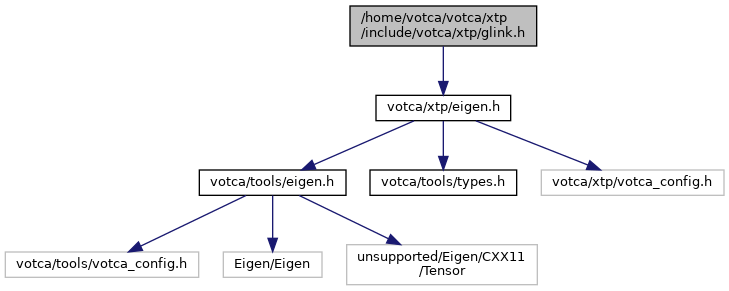 /home/votca/votca/xtp
/include/votca/xtp/glink.h
votca/xtp/eigen.h
votca/tools/eigen.h
votca/tools/types.h
votca/xtp/votca_config.h
votca/tools/votca_config.h
Eigen/Eigen
unsupported/Eigen/CXX11
/Tensor